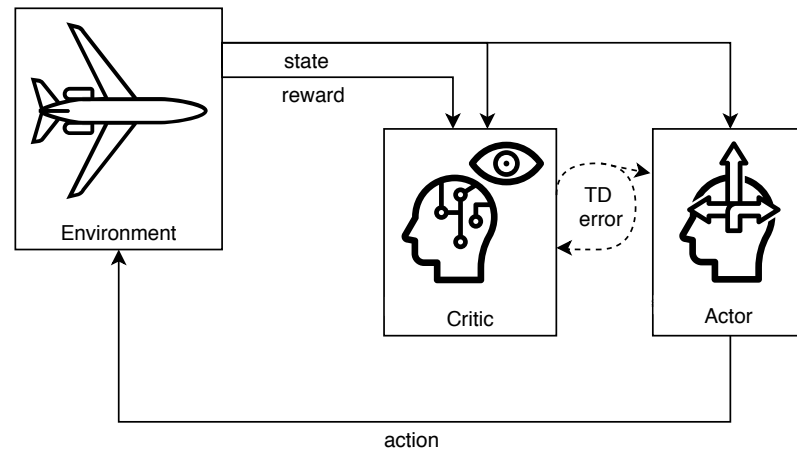 state
reward
Environment
TD
error
Critic
Actor
action